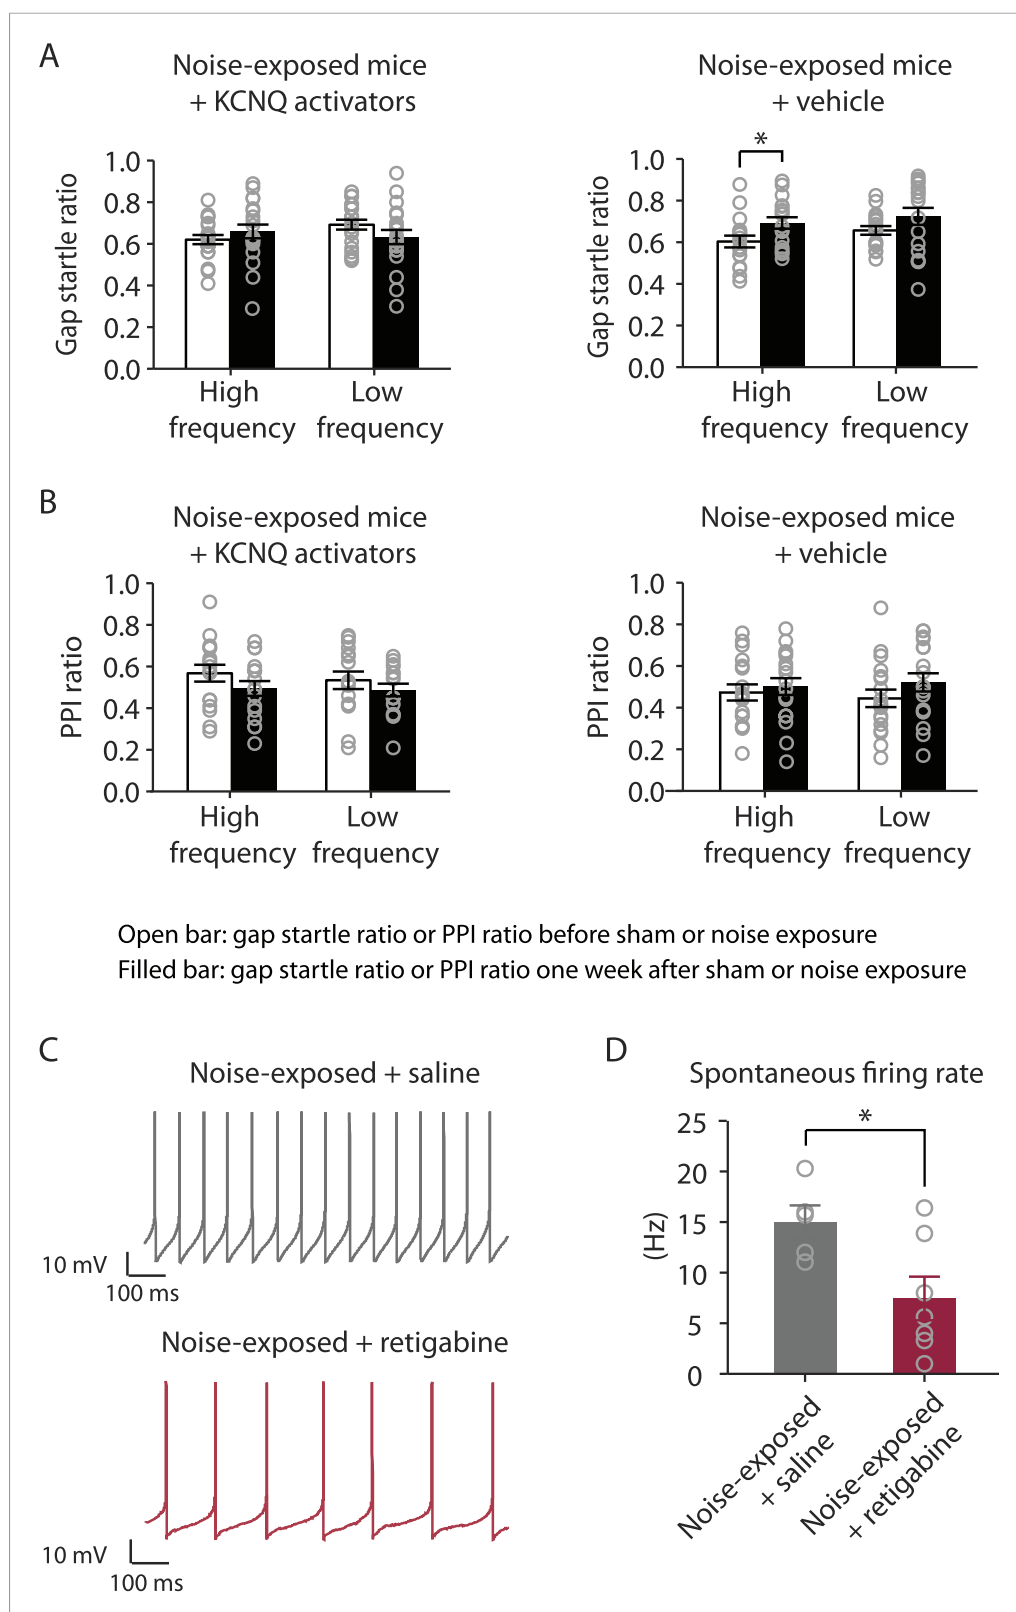 A
Noise-exposed mice
+ KCNQ activators
Gap startle ratio
1.0
0.8
0.6
0.4
0.2
0.0
High
frequency
Low
frequency
Noise-exposed mice
+ vehicle
Gap startle ratio
1.0
0.8
0.6
0.4
0.2
0.0
*
High
frequency
Low
frequency
B
Noise-exposed mice
+ KCNQ activators
PPI ratio
1.0
0.8
0.6
0.4
0.2
0.0
High
frequency
Low
frequency
Noise-exposed mice
+ vehicle
PPI ratio
1.0
0.8
0.6
0.4
0.2
0.0
High
frequency
Low
frequency
Open bar: gap startle ratio or PPI ratio before sham or noise exposure
Filled bar: gap startle ratio or PPI ratio one week after sham or noise exposure
C
Noise-exposed + saline
10 mV
100 ms
Noise-exposed + retigabine
10 mV
100 ms
D
Spontaneous firing rate
(Hz)
25
20
15
10
5
0
*
Noise-exposed
+ saline
Noise-exposed
+ retigabine